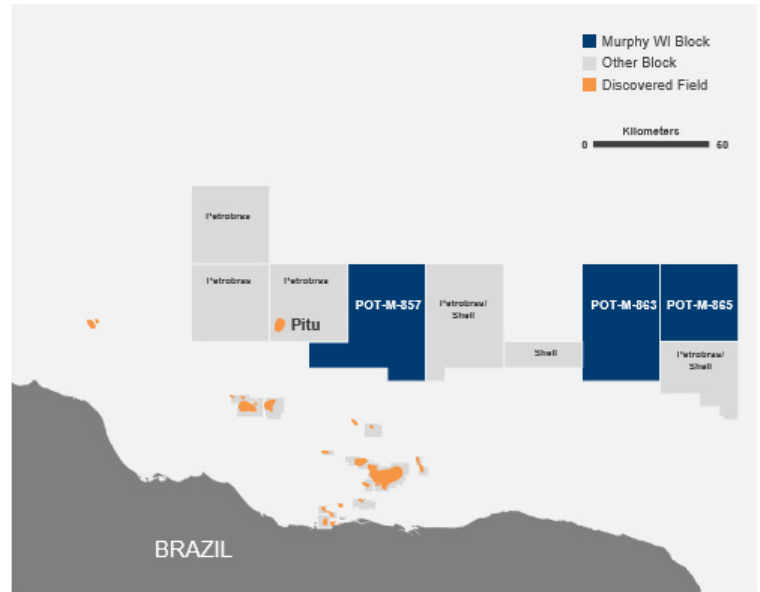 Murphy WI Block
Other Block
Discovered Field
Kilometers
0 50
Petrobras
Petrobras
Petrobras
POT-M-857
Petrobras/
Shell
POT-M-863
POT-M-865
Pitu
Shell
Petrobras/
Shell
BRAZIL